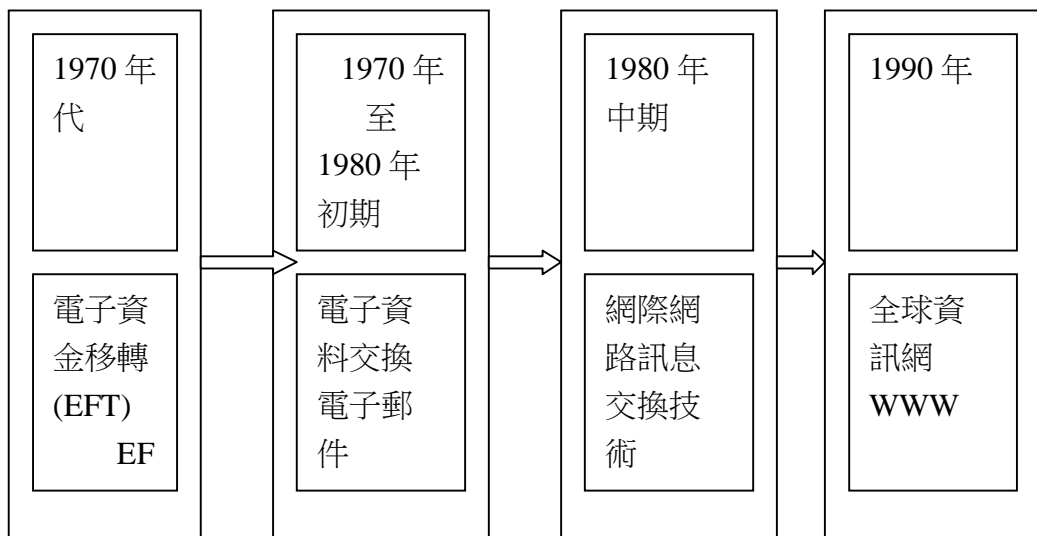 1970 年
代
電子資
金移轉
(EFT)
EF
1970 年
至
1980 年
初期
電子資
料交換
電子郵
件
1980 年
中期
網際網
路訊息
交換技
術
1990 年
全球資
訊網
WWW